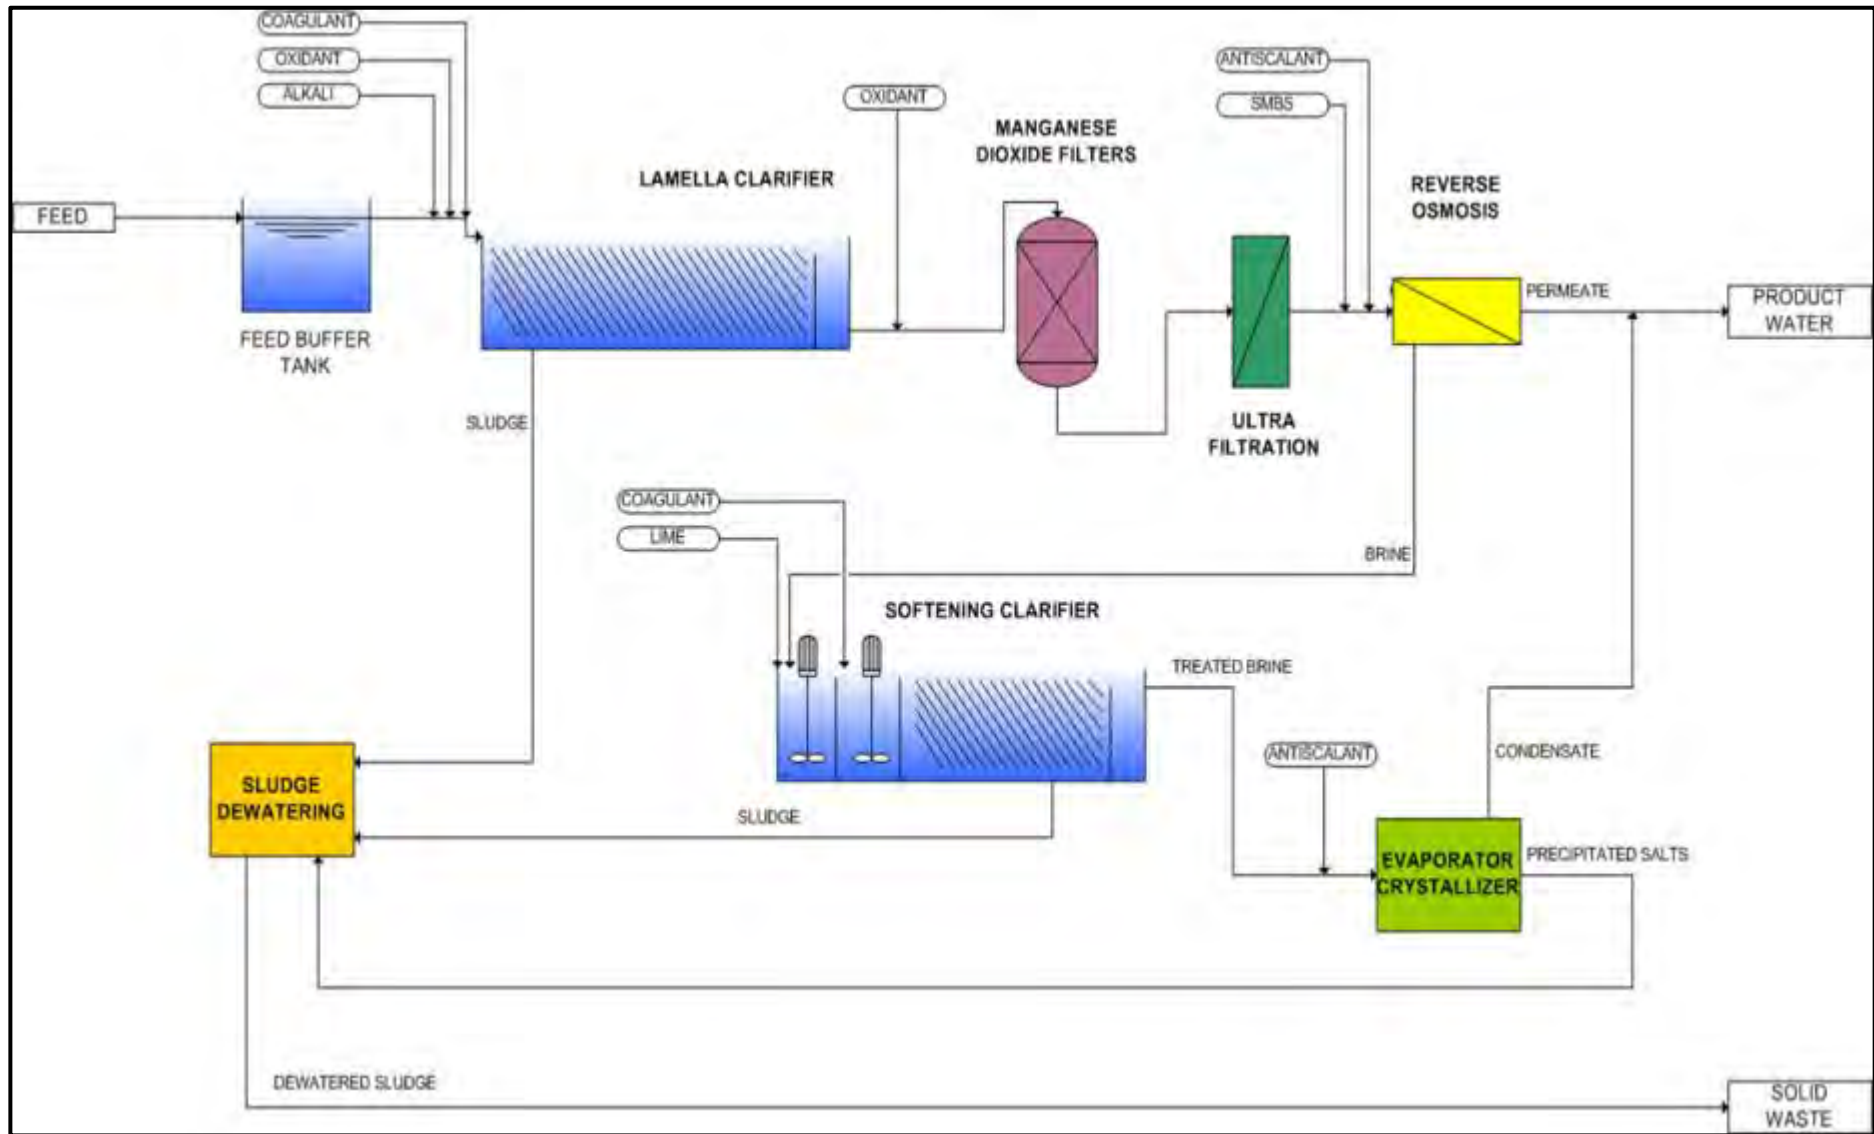 COAGULANT
OXIDANT
ALKALI
FEED
FEED BUFFER
TANK
LAMELLA CLARIFIER
OXIDANT
MANGANESE
DIOXIDE FILTERS
ANTISCALANT
SMBS
REVERSE
OSMOSIS
PERMEATE
PRODUCT
WATER
ULTRA
FILTRATION
SLUDGE
COAGULANT
LIME
BRINE
SOFTENING CLARIFIER
TREATED BRINE
ANTISCALANT
CONDENSATE
SLUDGE
DEWATERING
SLUDGE
EVAPORATOR
CRYSTALLIZER
PRECIPITATED SALTS
DEWATERED SLUDGE
SOLID
WASTE